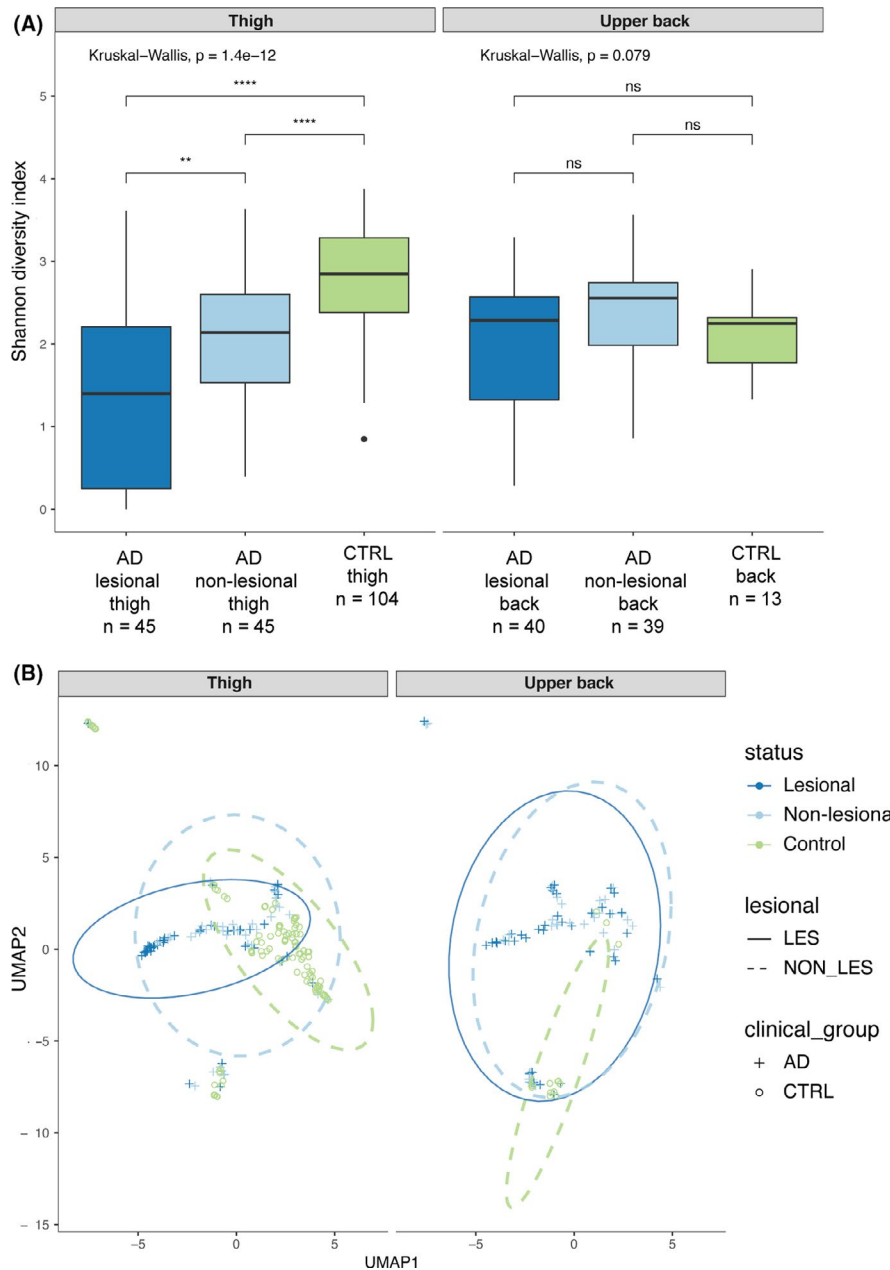 (A)
Thigh
Upper back
Kruskal−Wallis, p = 1.4e−12
Kruskal−Wallis, p = 0.079
****
****
**
ns
ns
ns
Shannon diversity index
5
4
3
2
1
0
AD
lesional
thigh
n = 45
AD
non-lesional
thigh
n = 45
CTRL
thigh
n = 104
AD
lesional
back
n = 40
AD
non-lesional
back
n = 39
CTRL
back
n = 13
(B)
Thigh
Upper back
UMAP2
10
5
0
− 5
− 10
− 15
−5
0
5
−5
0
5
UMAP1
status
Lesional
Non-lesiona
Control
lesional
LES
NON_LES
clinical_group
AD
CTRL